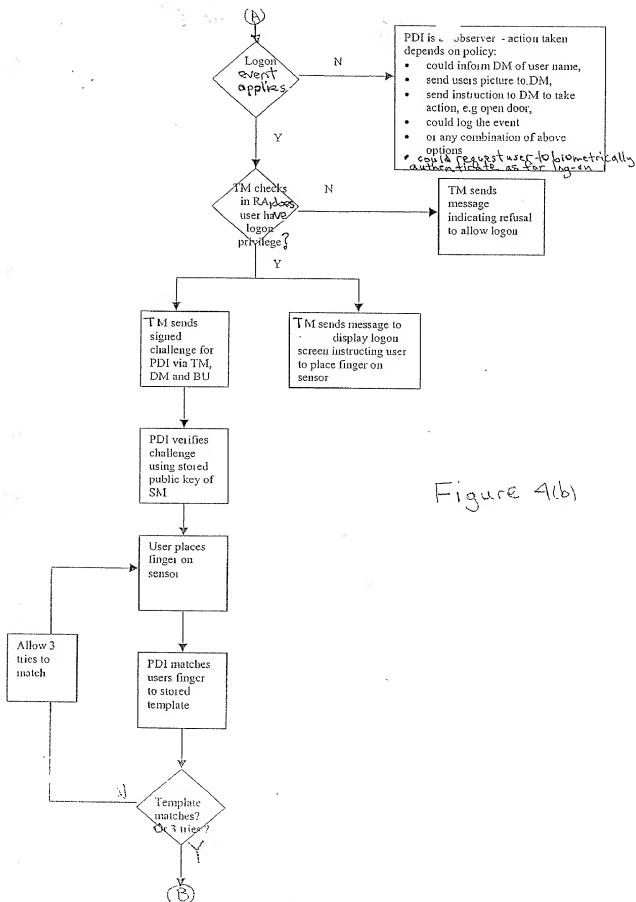 (A)
Logon
event
applies
N
Y
PDI is observer - action taken
depends on policy:
• could inform DM of user name,
• send users picture to DM,
• send instruction to DM to take
action, e.g open door,
• could log the event
• or any combination of above
options
• could request user to biometrically
authenticate as for log-on
TM checks
in RA, does
user have
logon
privilege?
N
Y
TM sends
message
indicating refusal
to allow logon
TM sends
signed
challenge for
PDI via TM,
DM and BU
TM sends message to
display logon
screen instructing user
to place finger on
sensor
PDI verifies
challenge
using stored
public key of
SM
Figure 4(b)
User places
finger on
sensor
Allow 3
tries to
match
PDI matches
users finger
to stored
template
N
Template
matches?
Or 3 tries?
Y
(B)